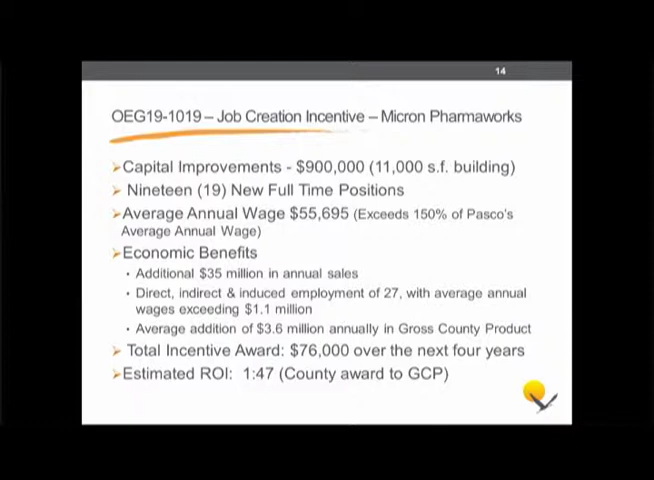 14
OEG19-1019 – Job Creation Incentive – Micron Pharmaworks
➢Capital Improvements - $900,000 (11,000 s.f. building)
➢ Nineteen (19) New Full Time Positions
➢Average Annual Wage $55,695 (Exceeds 150% of Pasco's
Average Annual Wage)
➢Economic Benefits
• Additional $35 million in annual sales
• Direct, indirect & induced employment of 27, with average annual
wages exceeding $1.1 million
• Average addition of $3.6 million annually in Gross County Product
➢ Total Incentive Award: $76,000 over the next four years
➢Estimated ROI: 1:47 (County award to GCP)